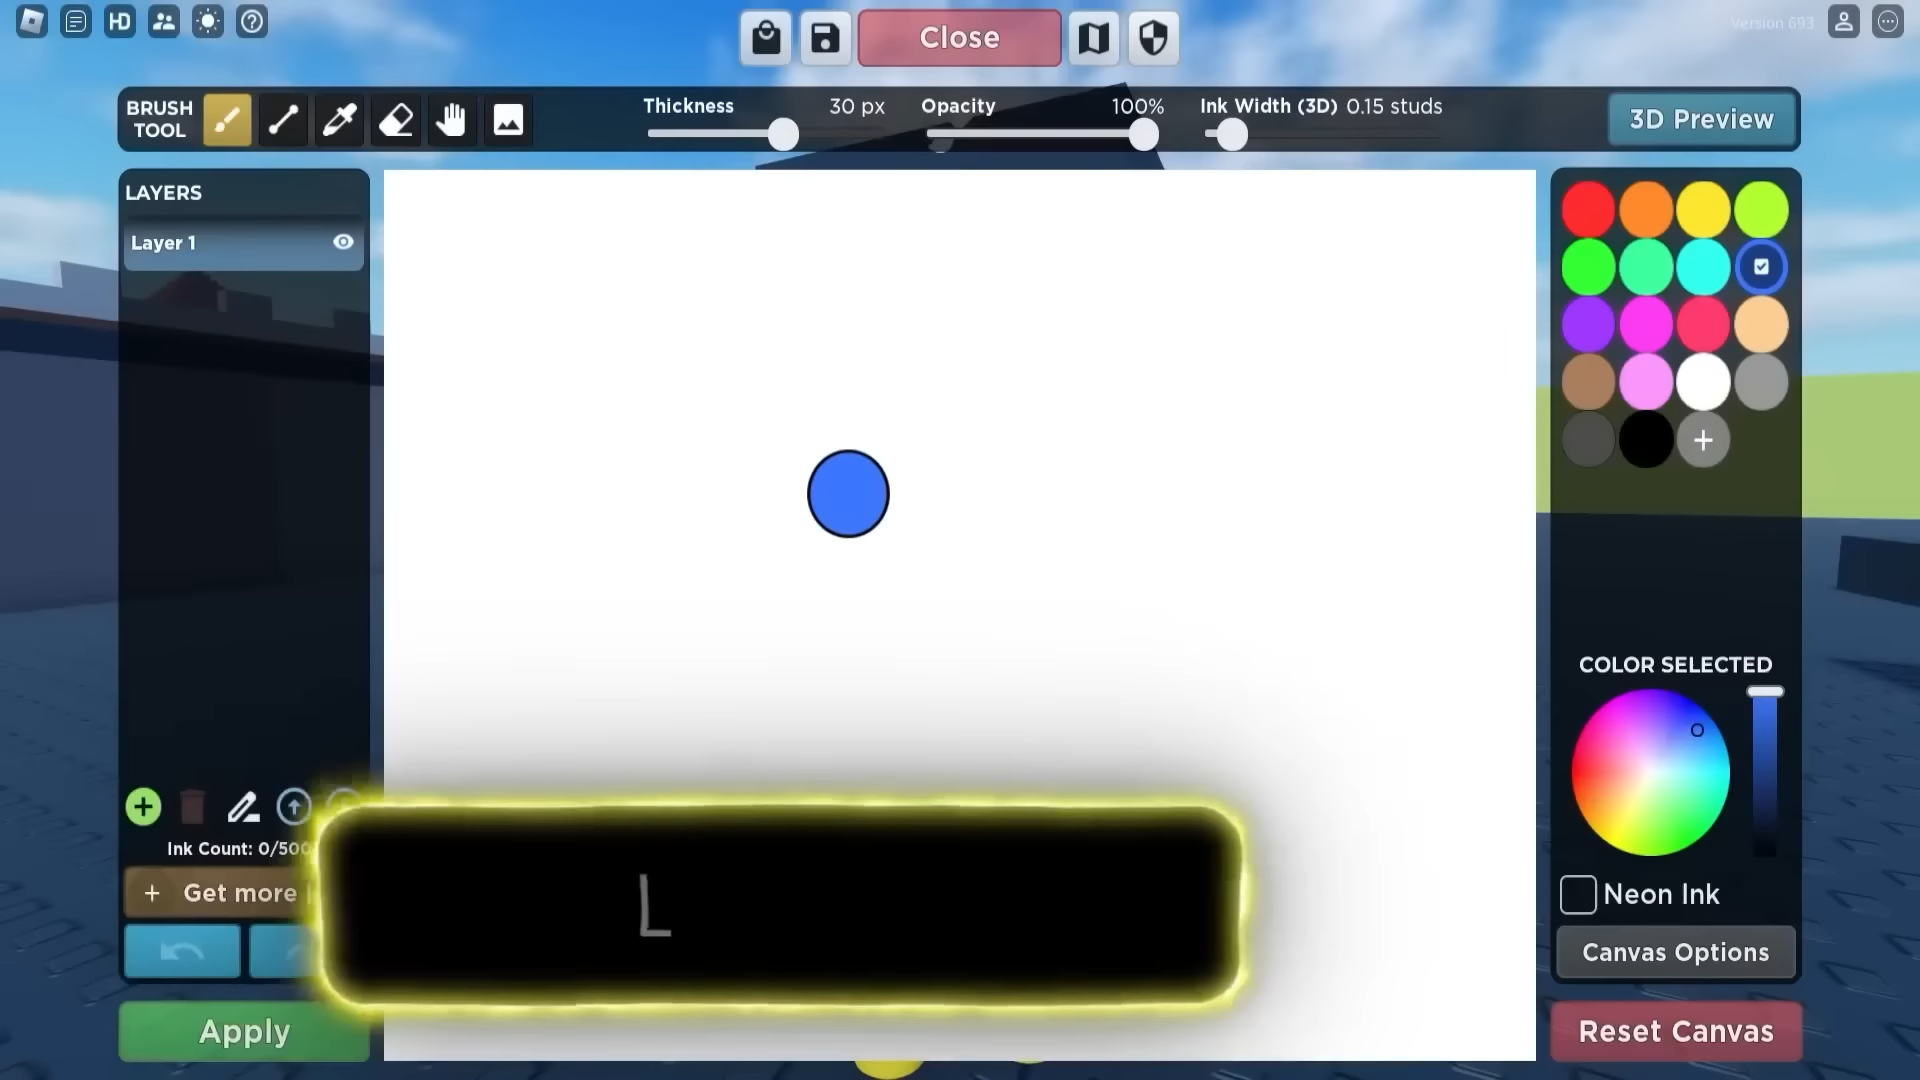 HD
Close
Version 693
BRUSH TOOL
Thickness 30 px
Opacity 100%
Ink Width (3D) 0.15 studs
3D Preview
LAYERS
Layer 1
Ink Count: 0/500
+ Get more
Apply
L
COLOR SELECTED
Neon Ink
Canvas Options
Reset Canvas